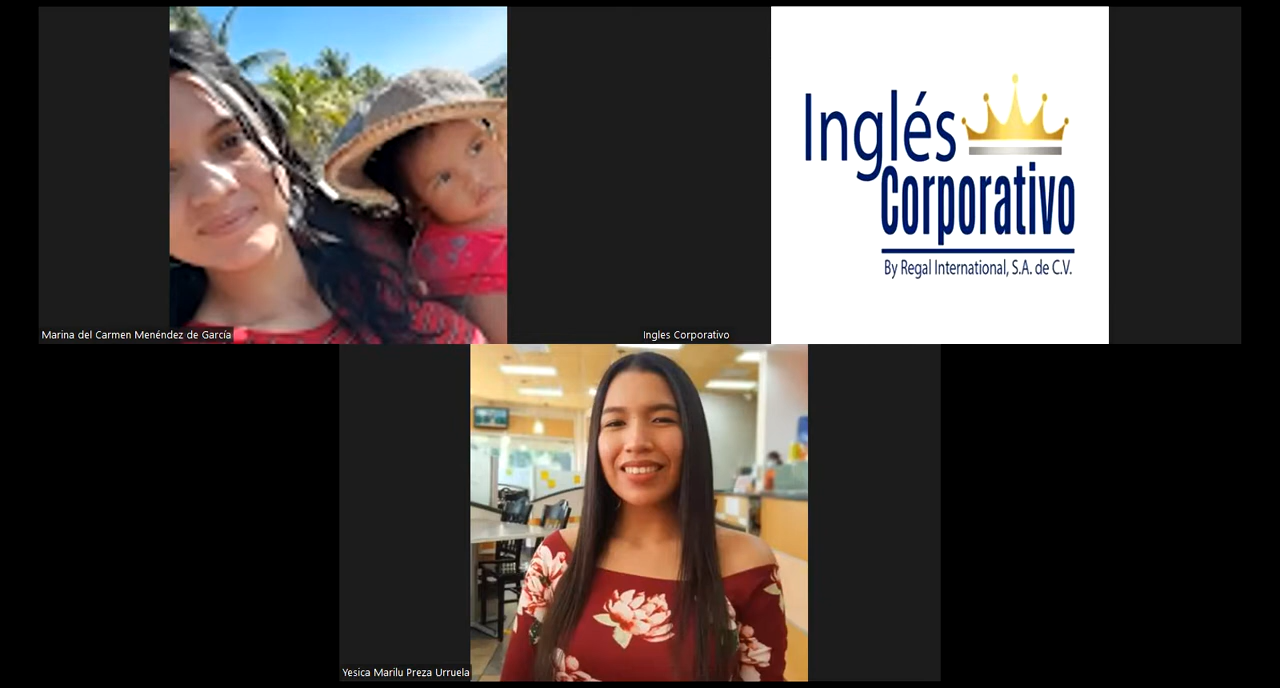 Inglés
Corporativo
By Regal International, S.A. de C.V.
Marina del Carmen Menéndez de García
Ingles Corporativo
Yesica Marilu Preza Urruela